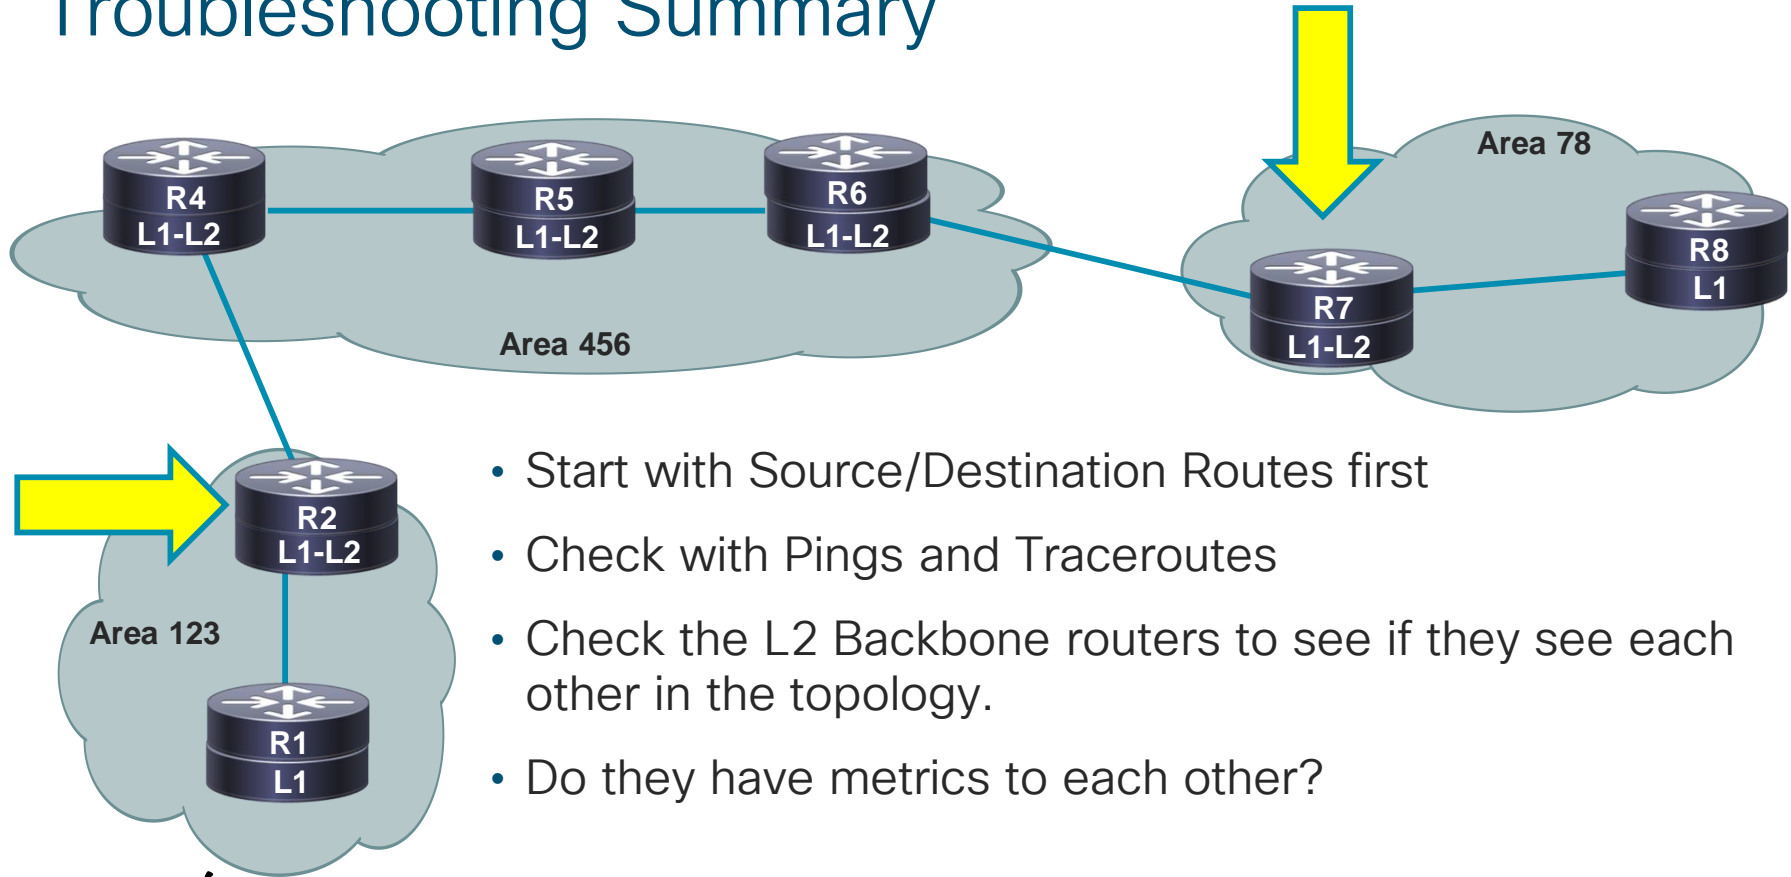 Troubleshooting Summary
Area 78
R4
L1-L2
R5
L1-L2
R6
L1-L2
R8
L1
R7
L1-L2
Area 456
• Start with Source/Destination Routes first
R2
L1-L2
• Check with Pings and Traceroutes
Area 123
• Check the L2 Backbone routers to see if they see each
other in the topology.
R1
L1
• Do they have metrics to each other?